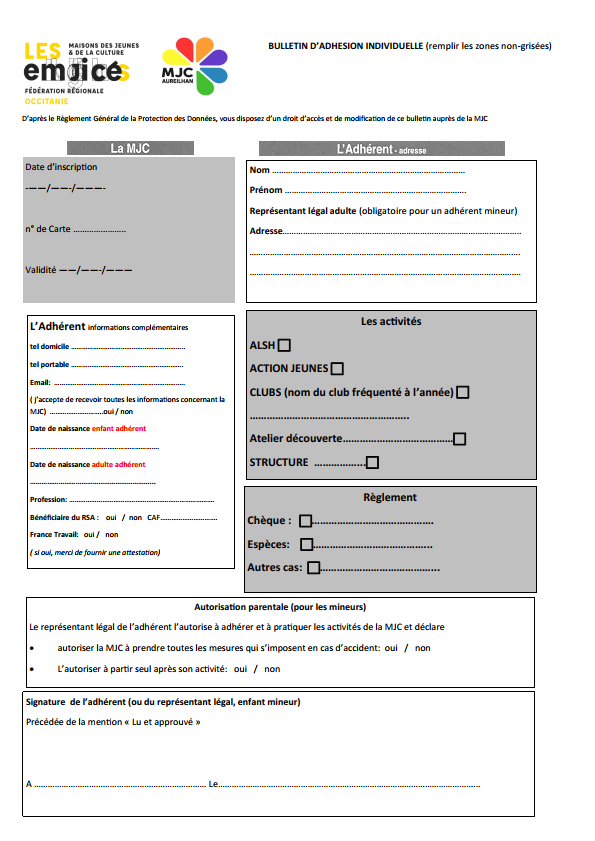 LES
MAISONS DES JEUNES
& DE LA CULTURE
emjicé
FÉDÉRATION RÉGIONALE
OCCITANIE
MJC
AUREILHAN
BULLETIN D'ADHESION INDIVIDUELLE (remplir les zones non-grisées)
D'après le Règlement Général de la Protection des Données, vous disposez d'un droit d'accès et de modification de ce bulletin auprès de la MJC
La MJC
Date d'inscription
-——/——-/———-
n° de Carte ......................
Validité ——/——-/———
L'Adhérent - adresse
Nom ..................................................................
Prénom ..............................................................
Représentant légal adulte (obligatoire pour un adhérent mineur)
Adresse..................................................................................
..............................................................................................
..............................................................................................
L'Adhérent informations complémentaires
tel domicile ..................................................
tel portable .................................................
Email: ..........................................................
( j'accepte de recevoir toutes les informations concernant la
MJC) ........................oui / non
Date de naissance enfant adhérent
.........................................................
Date de naissance adulte adhérent
........................................................
Profession: ................................................................
Bénéficiaire du RSA : oui / non CAF.........................
France Travail: oui / non
( si oui, merci de fournir une attestation)
Les activités
ALSH
ACTION JEUNES
CLUBS (nom du club fréquenté à l'année)
......................................................
Atelier découverte......................................
STRUCTURE ..................
Règlement
Chèque : ..........................................
Espèces: ..........................................
Autres cas: ..........................................
Autorisation parentale (pour les mineurs)
Le représentant légal de l'adhérent l'autorise à adhérer et à pratiquer les activités de la MJC et déclare
• autoriser la MJC à prendre toutes les mesures qui s'imposent en cas d'accident: oui / non
• L'autoriser à partir seul après son activité: oui / non
Signature de l'adhérent (ou du représentant légal, enfant mineur)
Précédée de la mention « Lu et approuvé »
A ............................................................ Le............................................................................................